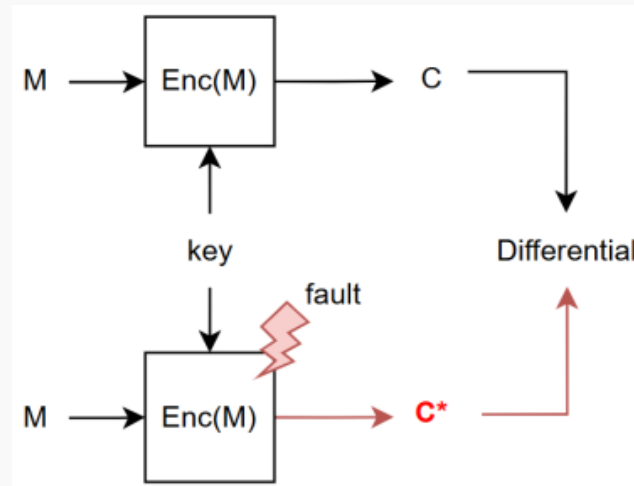 M
Enc(M)
C
key
Differential
fault
M
Enc(M)
C*